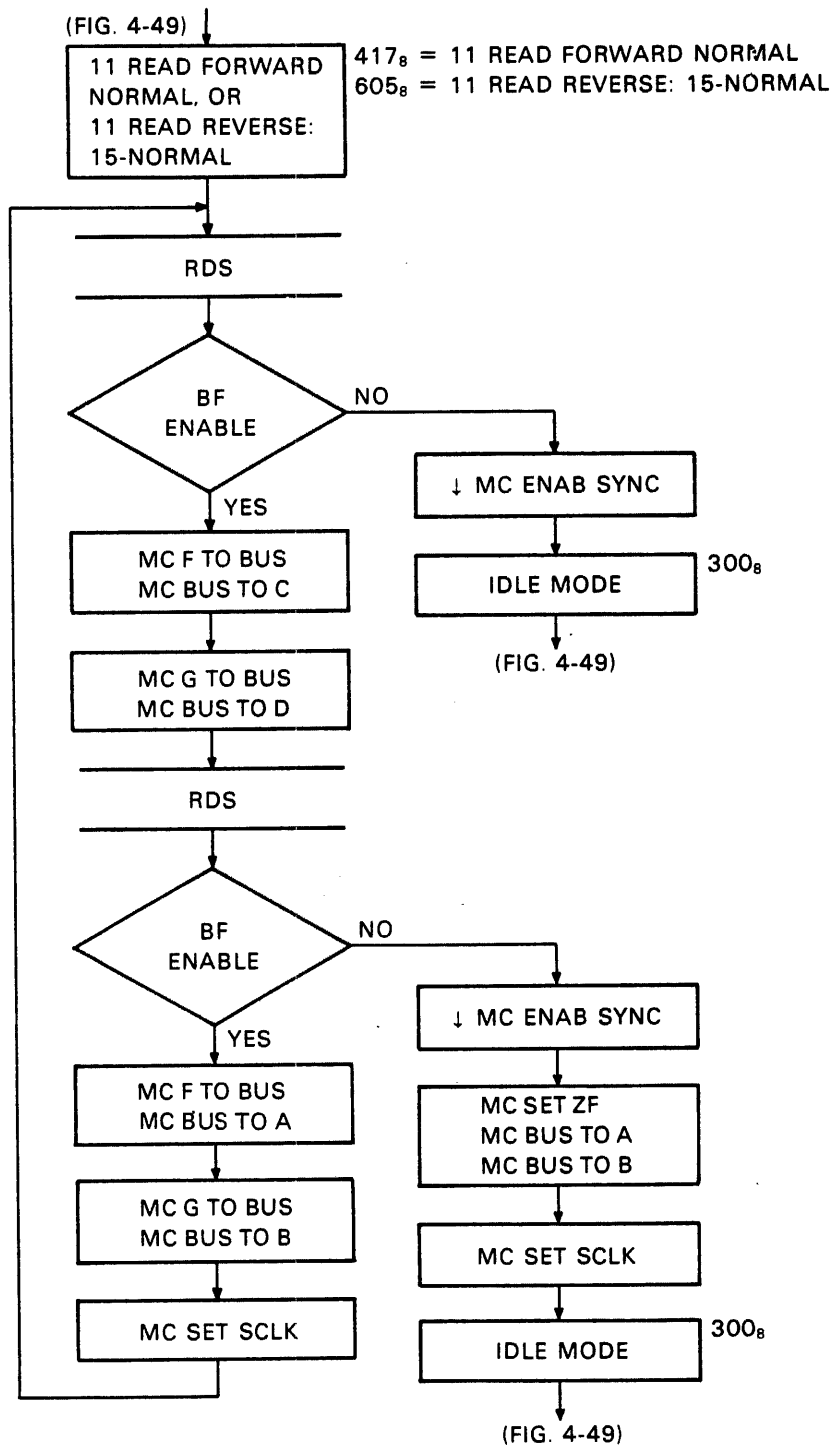 (FIG. 4-49)
11 READ FORWARD
NORMAL, OR
11 READ REVERSE:
15-NORMAL
417₈ = 11 READ FORWARD NORMAL
605₈ = 11 READ REVERSE: 15-NORMAL
RDS
BF
ENABLE
NO
YES
↓ MC ENAB SYNC
IDLE MODE
300₈
(FIG. 4-49)
MC F TO BUS
MC BUS TO C
MC G TO BUS
MC BUS TO D
RDS
BF
ENABLE
NO
YES
↓ MC ENAB SYNC
MC SET ZF
MC BUS TO A
MC BUS TO B
MC SET SCLK
IDLE MODE
300₈
(FIG. 4-49)
MC F TO BUS
MC BUS TO A
MC G TO BUS
MC BUS TO B
MC SET SCLK